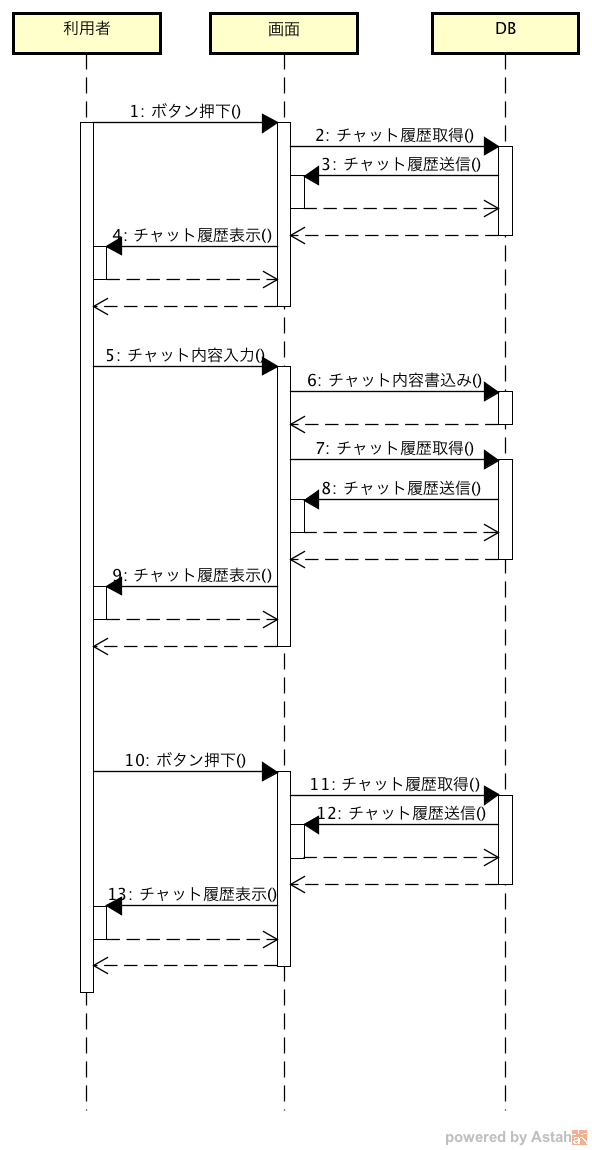 利用者
画面
DB
1: ボタン押下()
2: チャット履歴取得()
3: チャット履歴送信()
4: チャット履歴表示()
5: チャット内容入力()
6: チャット内容書込み()
7: チャット履歴取得()
8: チャット履歴送信()
9: チャット履歴表示()
10: ボタン押下()
11: チャット履歴取得()
12: チャット履歴送信()
13: チャット履歴表示()
powered by Astah